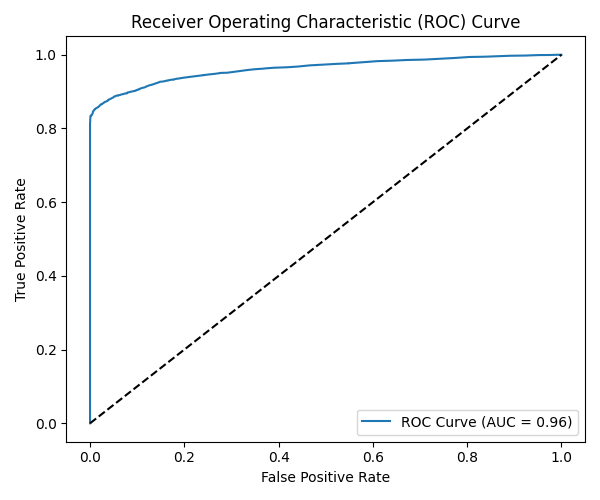 Receiver Operating Characteristic (ROC) Curve
1.0
0.8
0.6
0.4
0.2
0.0
True Positive Rate
ROC Curve (AUC = 0.96)
0.0 0.2 0.4 0.6 0.8 1.0
False Positive Rate